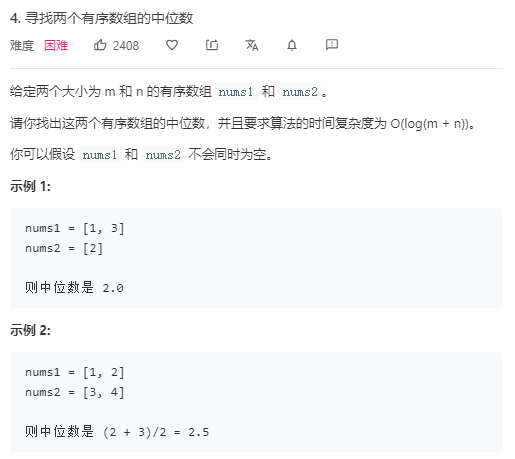 4. 寻找两个有序数组的中位数
难度 困难 2408
给定两个大小为 m 和 n 的有序数组 nums1 和 nums2。
请你找出这两个有序数组的中位数，并且要求算法的时间复杂度为 O(log(m + n))。
你可以假设 nums1 和 nums2 不会同时为空。
示例 1:
nums1 = [1, 3]
nums2 = [2]
则中位数是 2.0
示例 2:
nums1 = [1, 2]
nums2 = [3, 4]
则中位数是 (2 + 3)/2 = 2.5